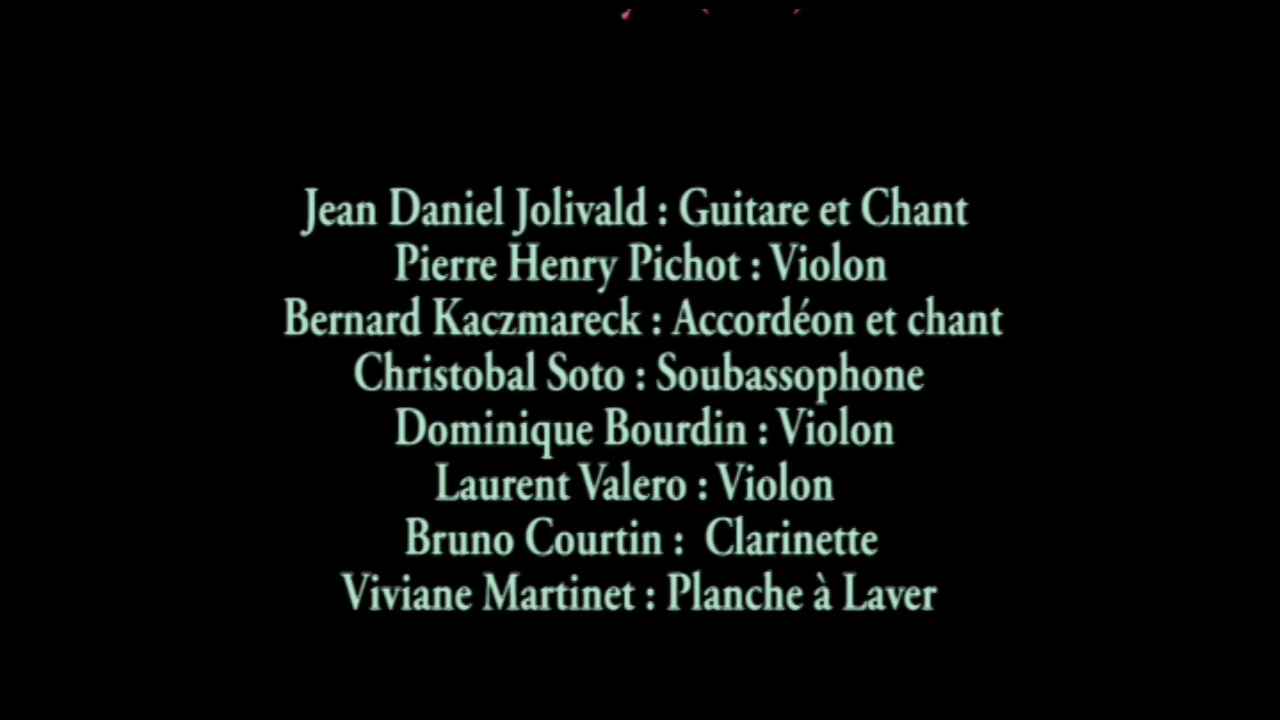 Jean Daniel Jolivald : Guitare et Chant
Pierre Henry Pichot : Violon
Bernard Kaczmareck : Accordéon et chant
Christobal Soto : Soubassophone
Dominique Bourdin : Violon
Laurent Valero : Violon
Bruno Courtin :  Clarinette
Viviane Martinet : Planche à Laver